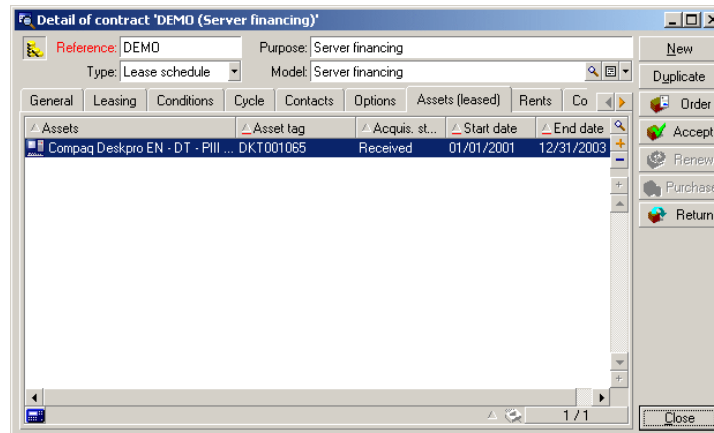 Detail of contract 'DEMO (Server financing)'
Reference: DEMO Purpose: Server financing New
Type: Lease schedule Model: Server financing Duplicate
General Leasing Conditions Cycle Contacts Options Assets (leased) Rents Co Order
Assets Asset tag Acquis. st... Start date End date Accept
Compaq Deskpro EN - DT - PIII ... DKT001065 Received 01/01/2001 12/31/2003
Renew
Purchase
Return
1 / 1 Close